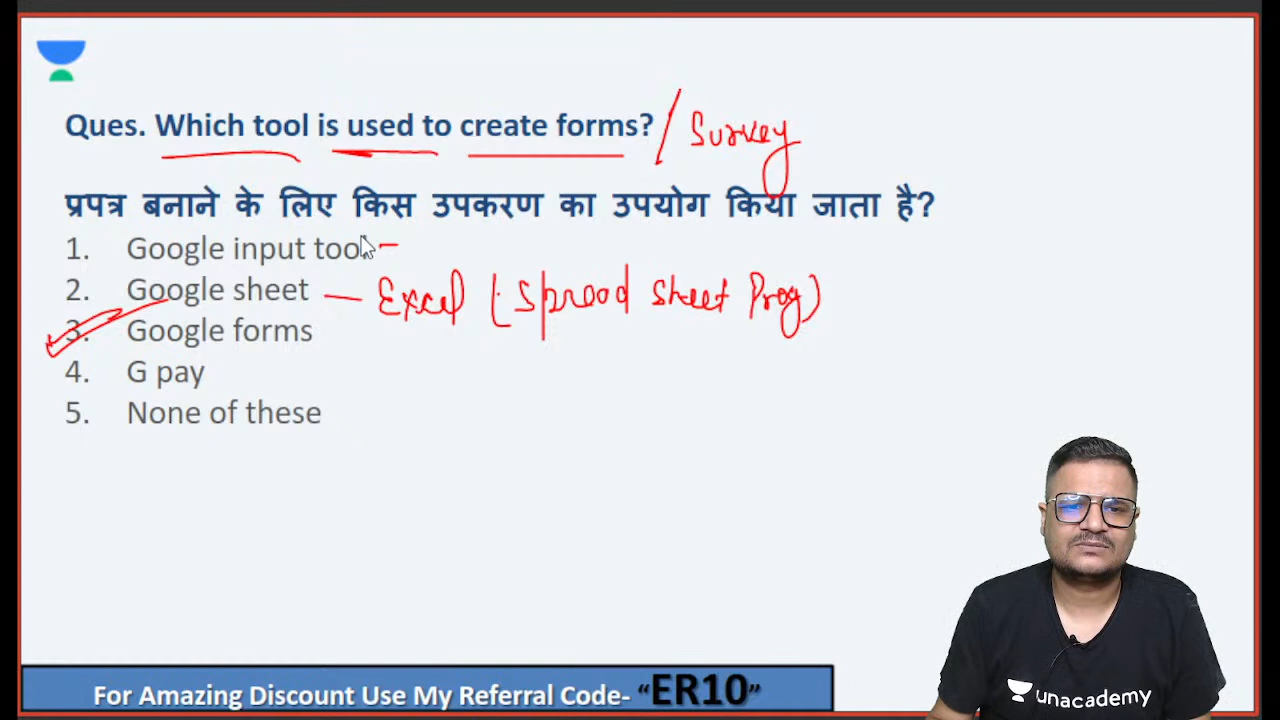 Ques. Which tool is used to create forms? / Survey
प्रपत्र बनाने के लिए किस उपकरण का उपयोग किया जाता है?
1. Google input tool -
2. Google sheet - Excel (Spread Sheet Prog)
3. Google forms
4. G pay
5. None of these
unacademy
For Amazing Discount Use My Referral Code- “ER10”